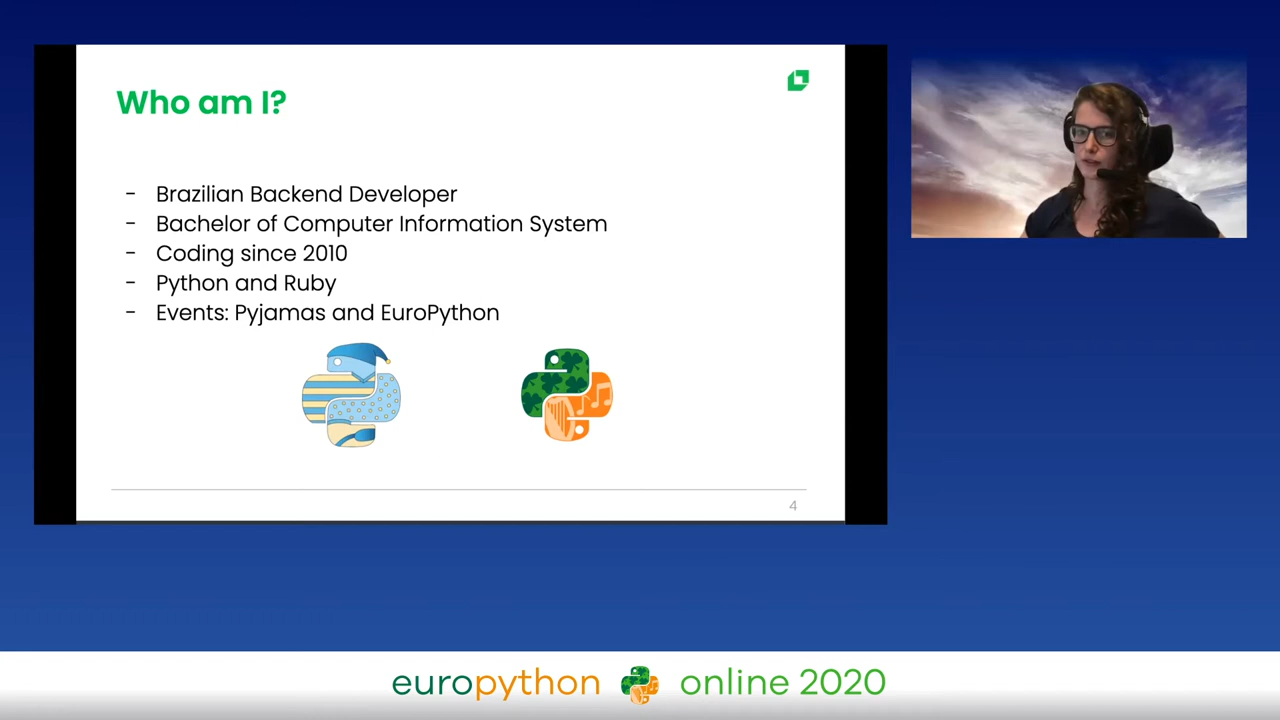 Who am I?
- Brazilian Backend Developer
- Bachelor of Computer Information System
- Coding since 2010
- Python and Ruby
- Events: Pyjamas and EuroPython
4
europython online 2020